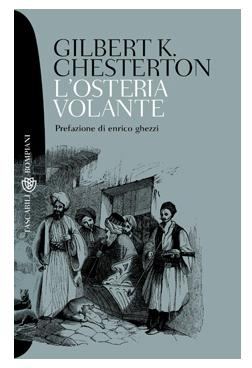 GILBERT K.
CHESTERTON
L'OSTERIA
VOLANTE
Prefazione di enrico ghezzi
TASCABILI BOMPIANI